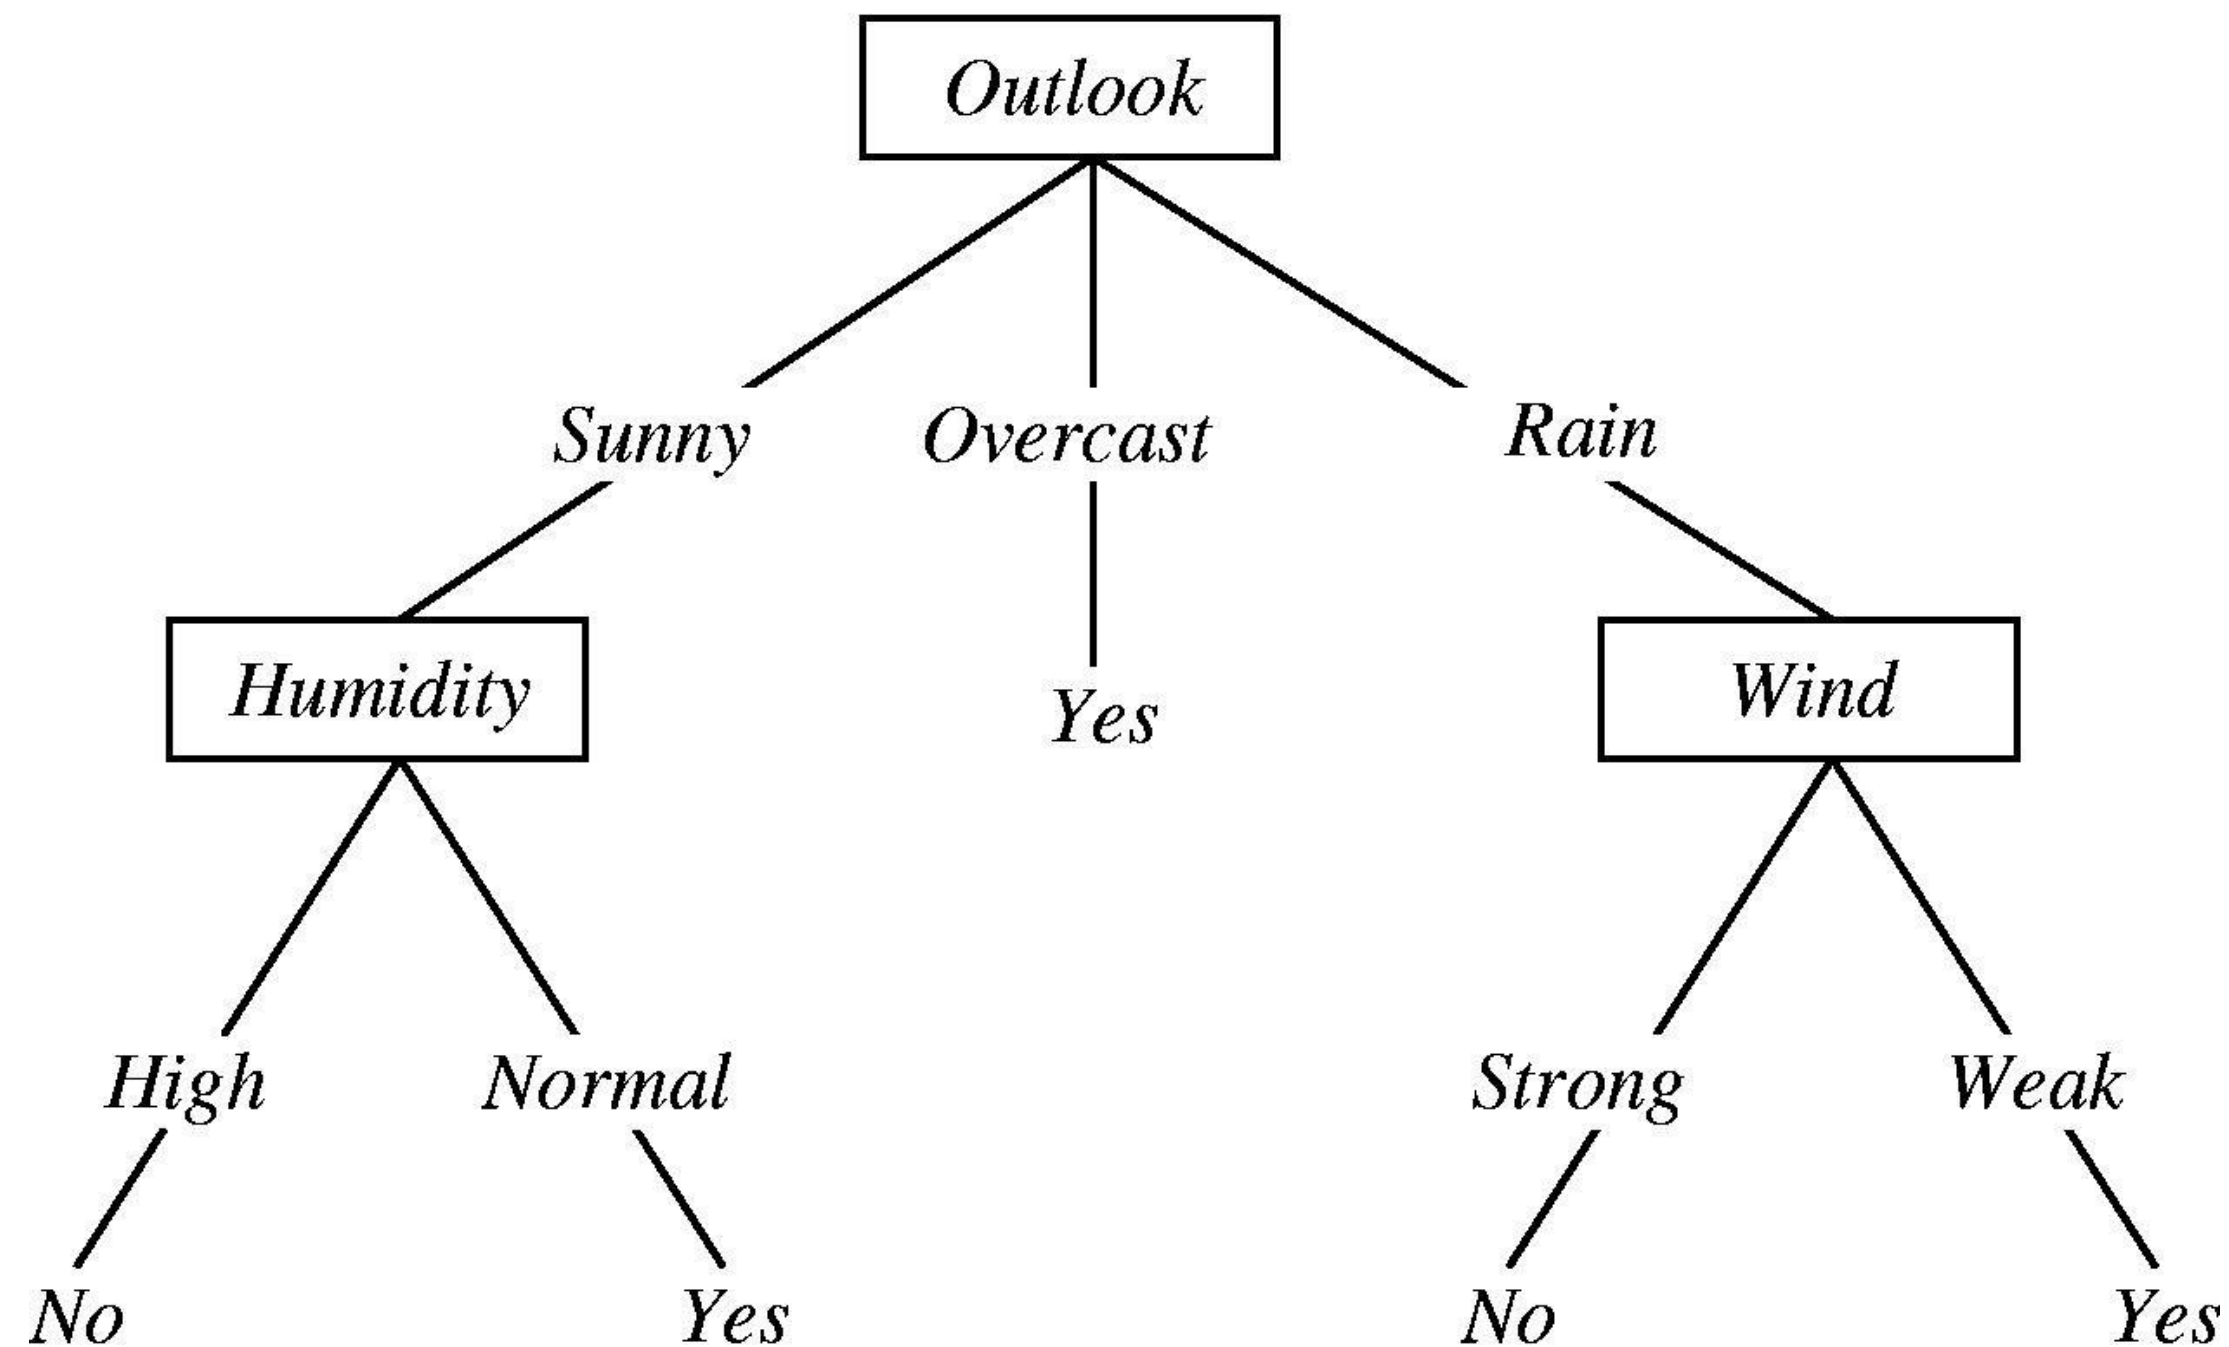 Outlook
Sunny Overcast Rain
Humidity Yes Wind
High Normal Strong Weak
No Yes No Yes